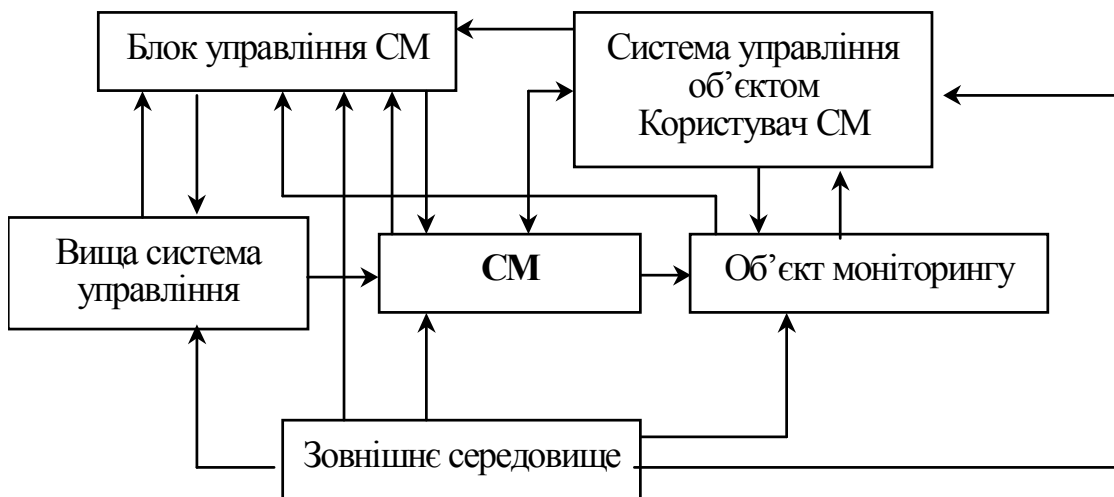 Блок управління СМ
Система управління
об’єктом
Користувач СМ
Вища система
управління
СМ
Об’єкт моніторингу
Зовнішнє середовище